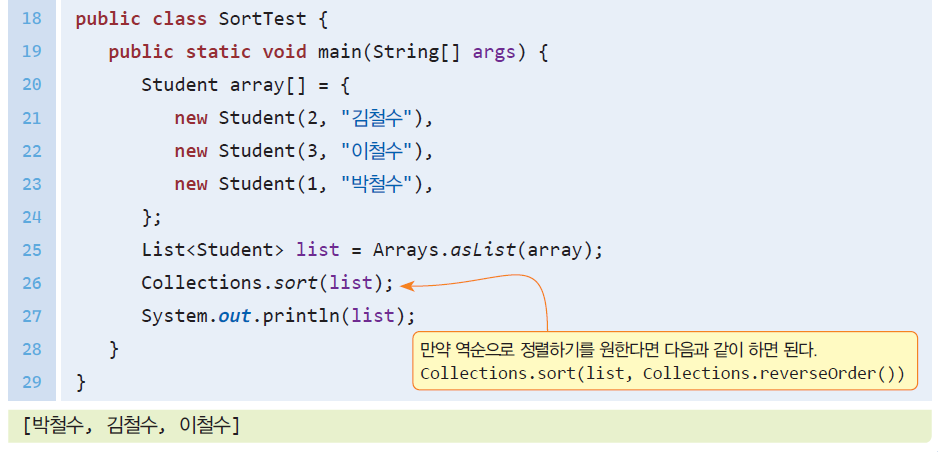 18 public class SortTest {
19 public static void main(String[] args) {
20 Student array[] = {
21 new Student(2, "김철수"),
22 new Student(3, "이철수"),
23 new Student(1, "박철수"),
24 };
25 List<Student> list = Arrays.asList(array);
26 Collections.sort(list);
27 System.out.println(list);
28 }
29 }
만약 역순으로 정렬하기를 원한다면 다음과 같이 하면 된다.
Collections.sort(list, Collections.reverseOrder())
[박철수, 김철수, 이철수]